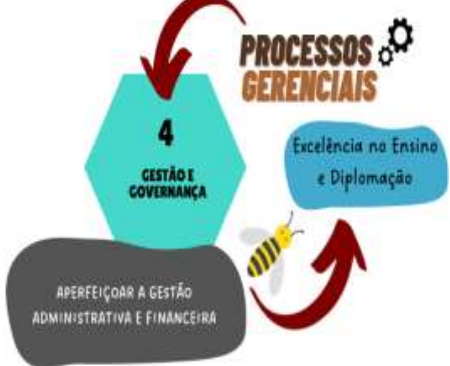 PROCESSOS
GERENCIAIS
4
GESTÃO E
GOVERNANÇA
Excelência no Ensino
e Diplomação
APERFEIÇOAR A GESTÃO
ADMINISTRATIVA E FINANCEIRA